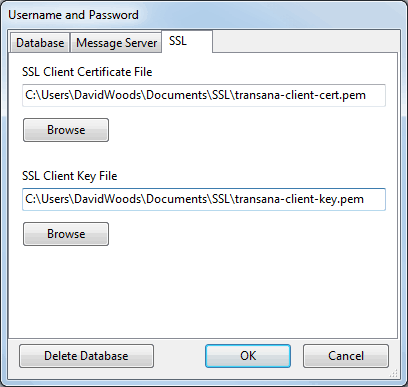 Username and Password
Database Message Server SSL
SSL Client Certificate File
C:\Users\DavidWoods\Documents\SSL\transana-client-cert.pem
Browse
SSL Client Key File
C:\Users\DavidWoods\Documents\SSL\transana-client-key.pem
Browse
Delete Database OK Cancel